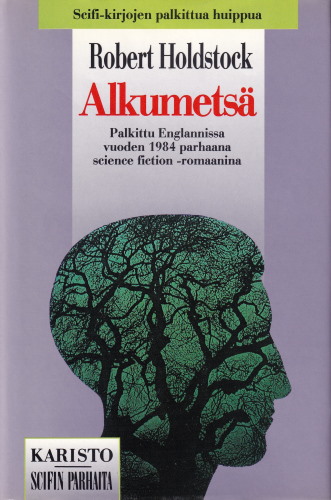 Scifi-kirjojen palkittua huippua
Robert Holdstock
Alkumetsä
Palkittu Englannissa
vuoden 1984 parhaana
science fiction -romaanina
KARISTO
SCIFIN PARHAITA